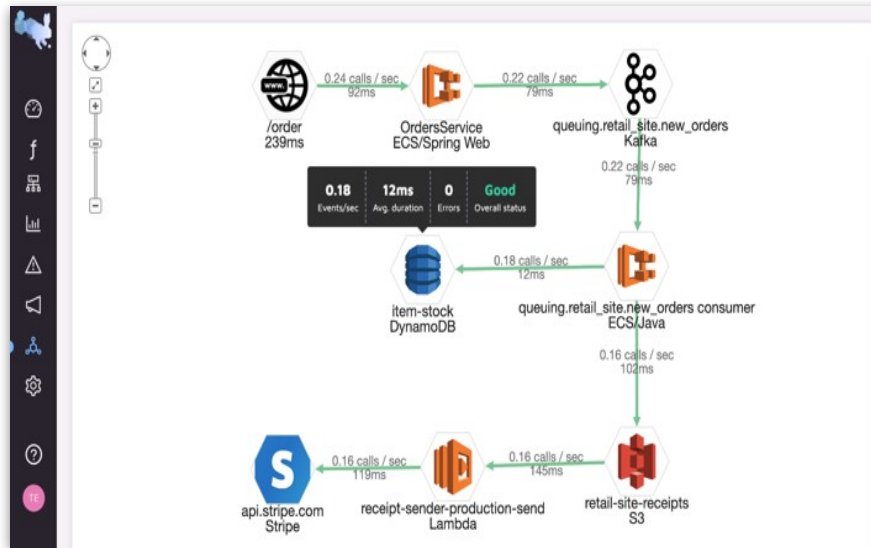 www.
0.24 calls / sec
92ms
0.22 calls / sec
79ms
/order
239ms
OrdersService
ECS/Spring Web
queuing.retail_site.new_orders
Kafka
0.22 calls / sec
79ms
0.18
12ms
0
Good
Events/sec
Avg. duration
Errors
Overall status
0.18 calls / sec
12ms
item-stock
DynamoDB
queuing.retail_site.new_orders consumer
ECS/Java
0.16 calls / sec
102ms
0.16 calls / sec
119ms
0.16 calls / sec
145ms
S
api.stripe.com
Stripe
receipt-sender-production-send
Lambda
retail-site-receipts
S3
TE